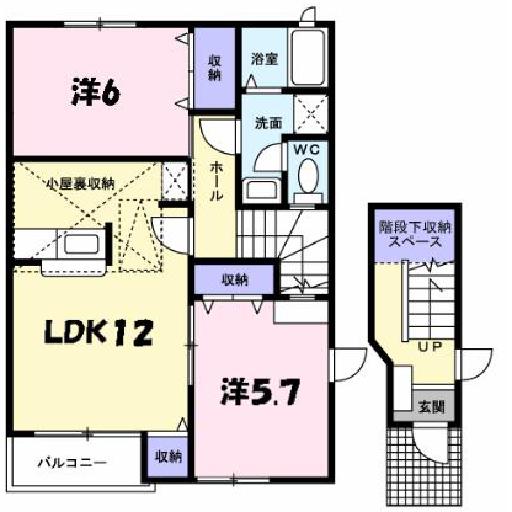 浴室
収納
洋6
洗面
WC
ホール
小屋裏収納
階段下収納
スペース
収納
LDK12
UP
洋5.7
玄関
バルコニー
収納